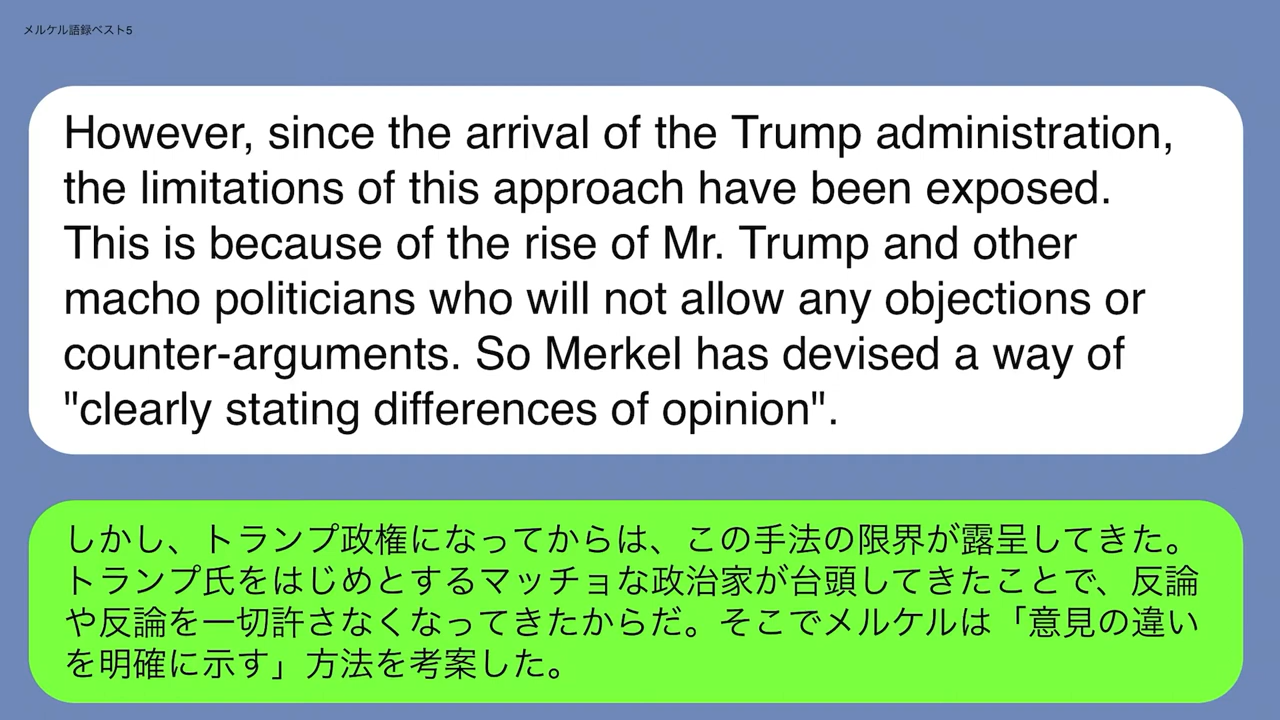 メルケル語録ベスト5
However, since the arrival of the Trump administration,
the limitations of this approach have been exposed.
This is because of the rise of Mr. Trump and other
macho politicians who will not allow any objections or
counter-arguments. So Merkel has devised a way of
"clearly stating differences of opinion".
しかし、トランプ政権になってからは、この手法の限界が露呈してきた。
トランプ氏をはじめとするマッチョな政治家が台頭してきたことで、反論
や反論を一切許さなくなってきたからだ。そこでメルケルは「意見の違い
を明確に示す」方法を考案した。